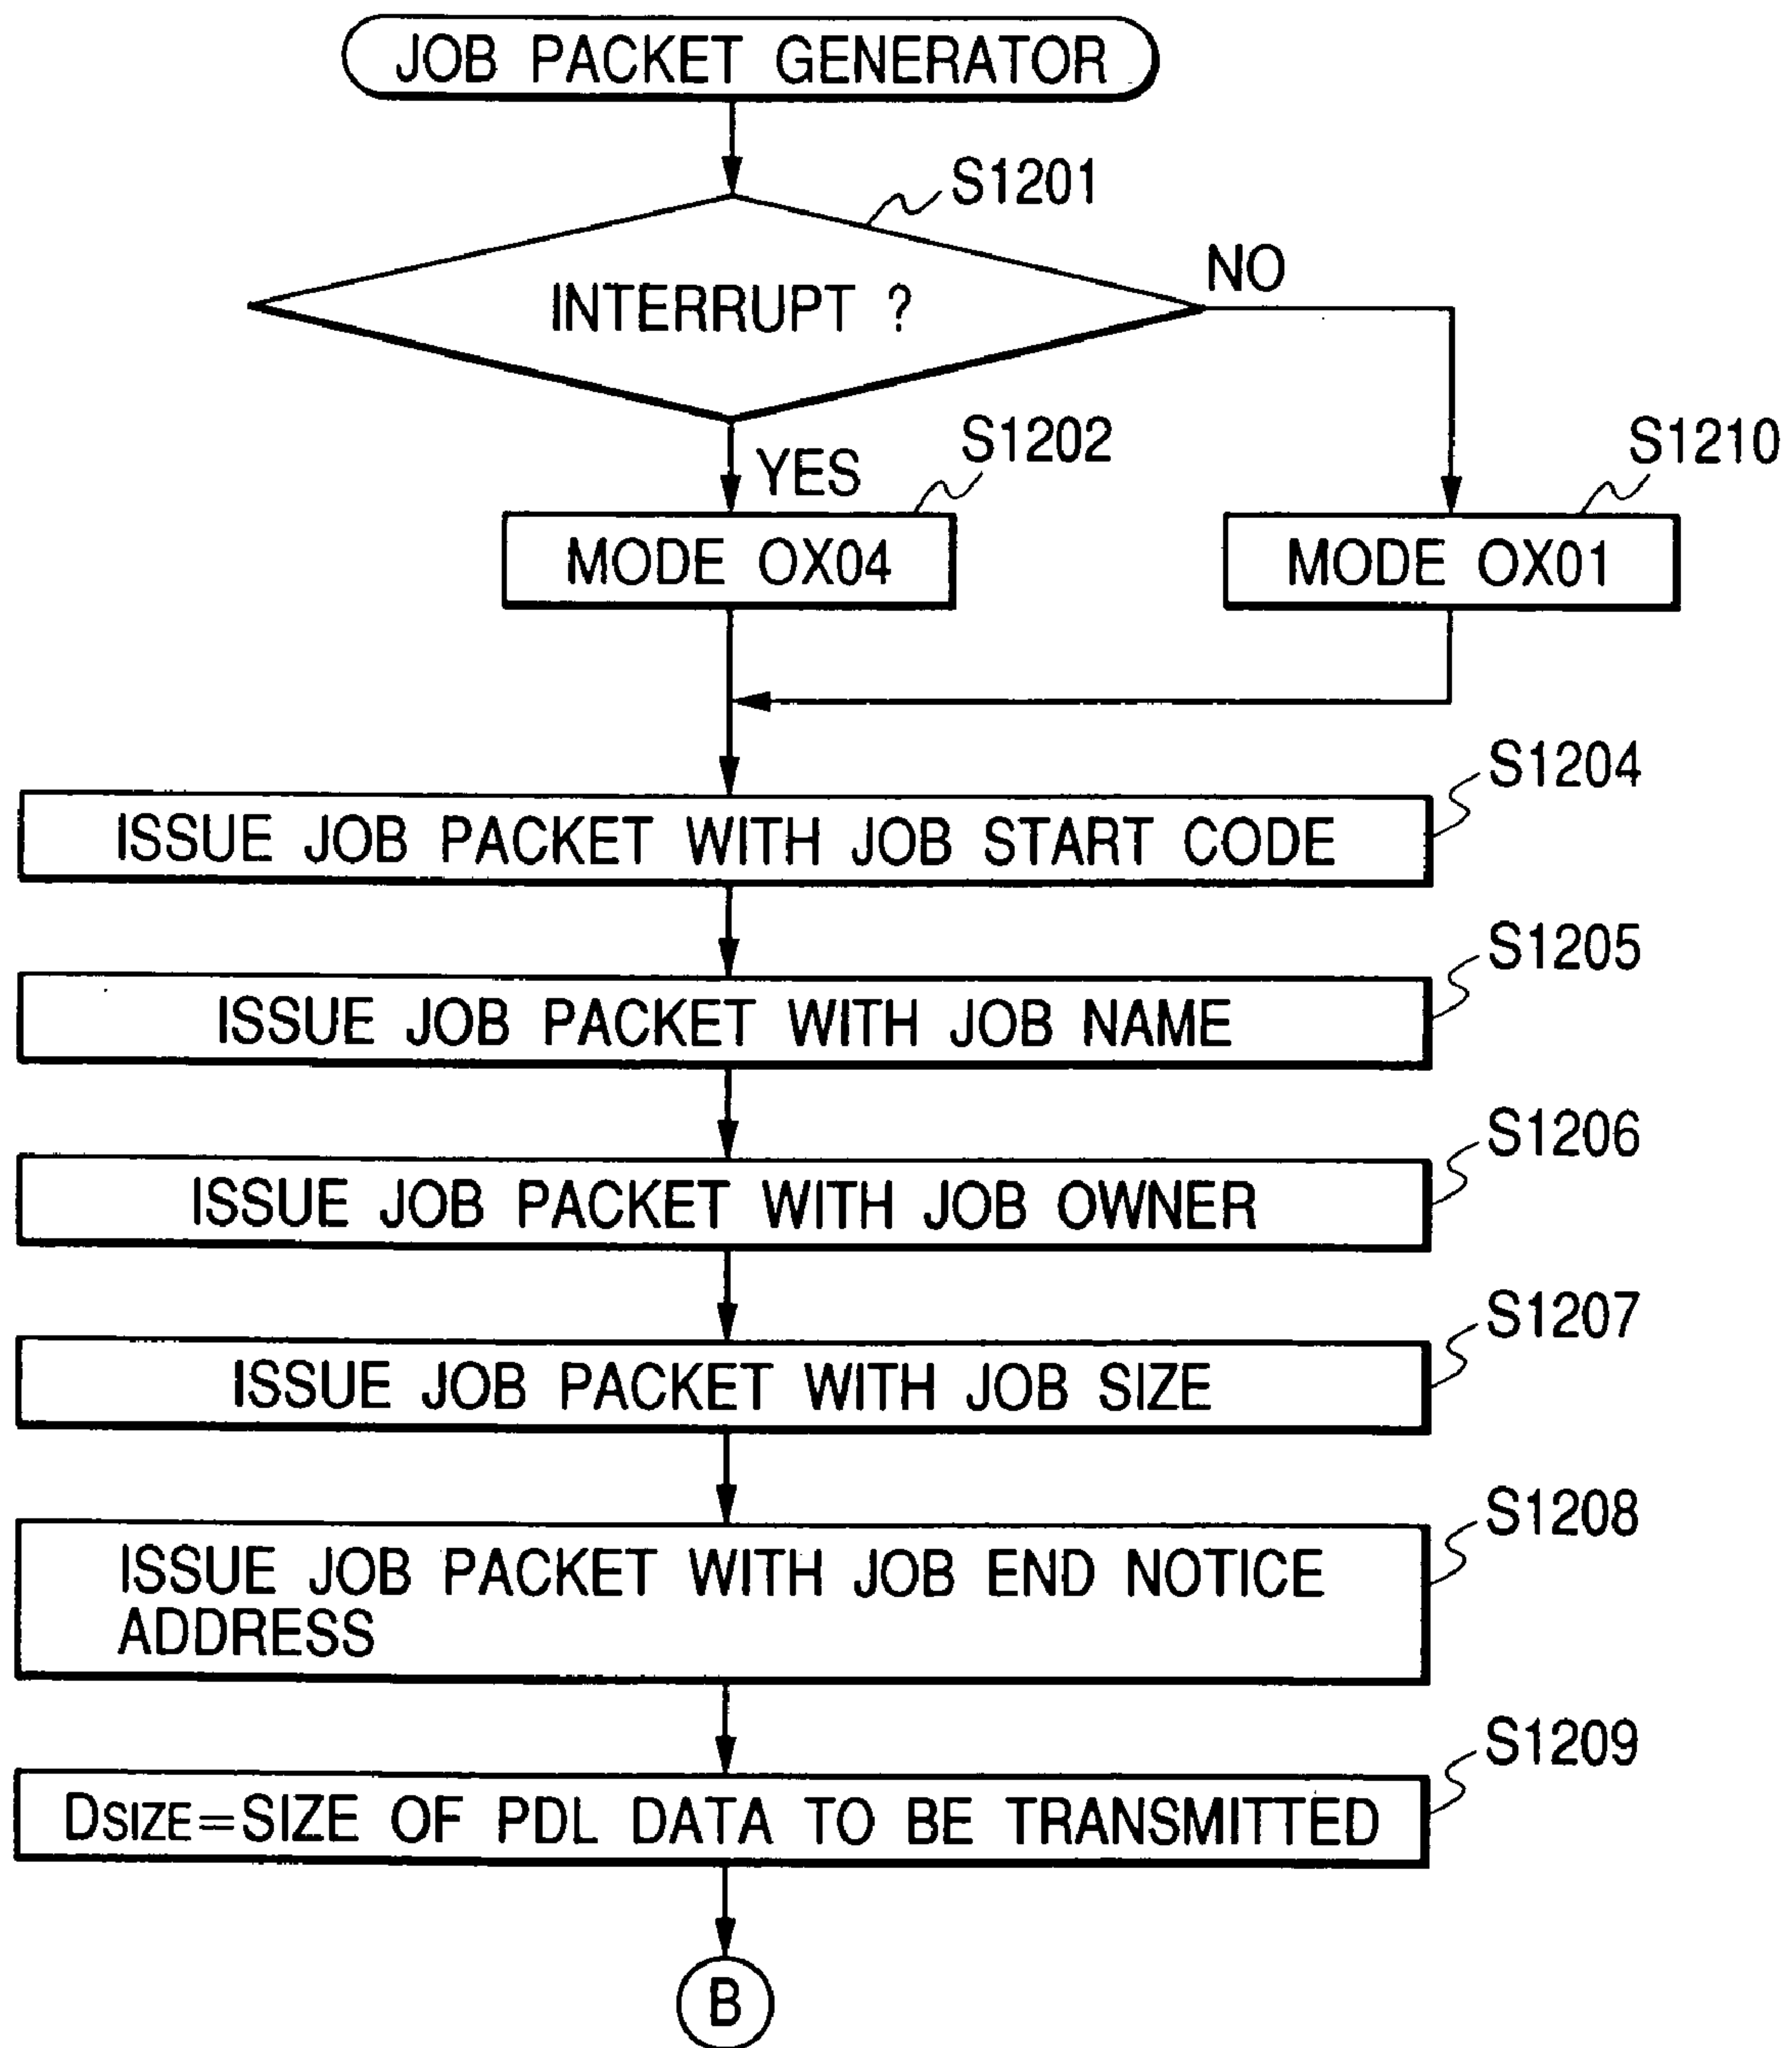 JOB PACKET GENERATOR
S1201
INTERRUPT ?
NO
YES
S1202
S1210
MODE OX04
MODE OX01
S1204
ISSUE JOB PACKET WITH JOB START CODE
S1205
ISSUE JOB PACKET WITH JOB NAME
S1206
ISSUE JOB PACKET WITH JOB OWNER
S1207
ISSUE JOB PACKET WITH JOB SIZE
S1208
ISSUE JOB PACKET WITH JOB END NOTICE
ADDRESS
S1209
DSIZE=SIZE OF PDL DATA TO BE TRANSMITTED
B